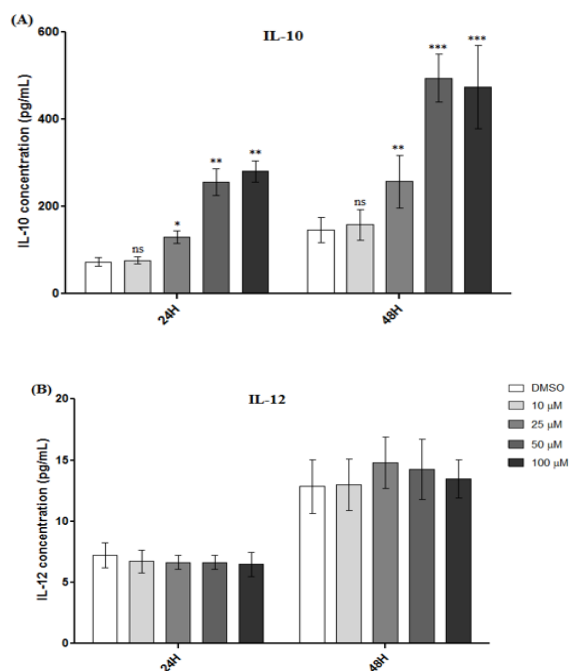 (A)
IL-10
IL-10 concentration (pg/mL)
600
400
200
0
ns
*
**
**
ns
**
***
***
24H
48H
(B)
IL-12
IL-12 concentration (pg/mL)
20
15
10
5
0
24H
48H
DMSO
10 µM
25 µM
50 µM
100 µM